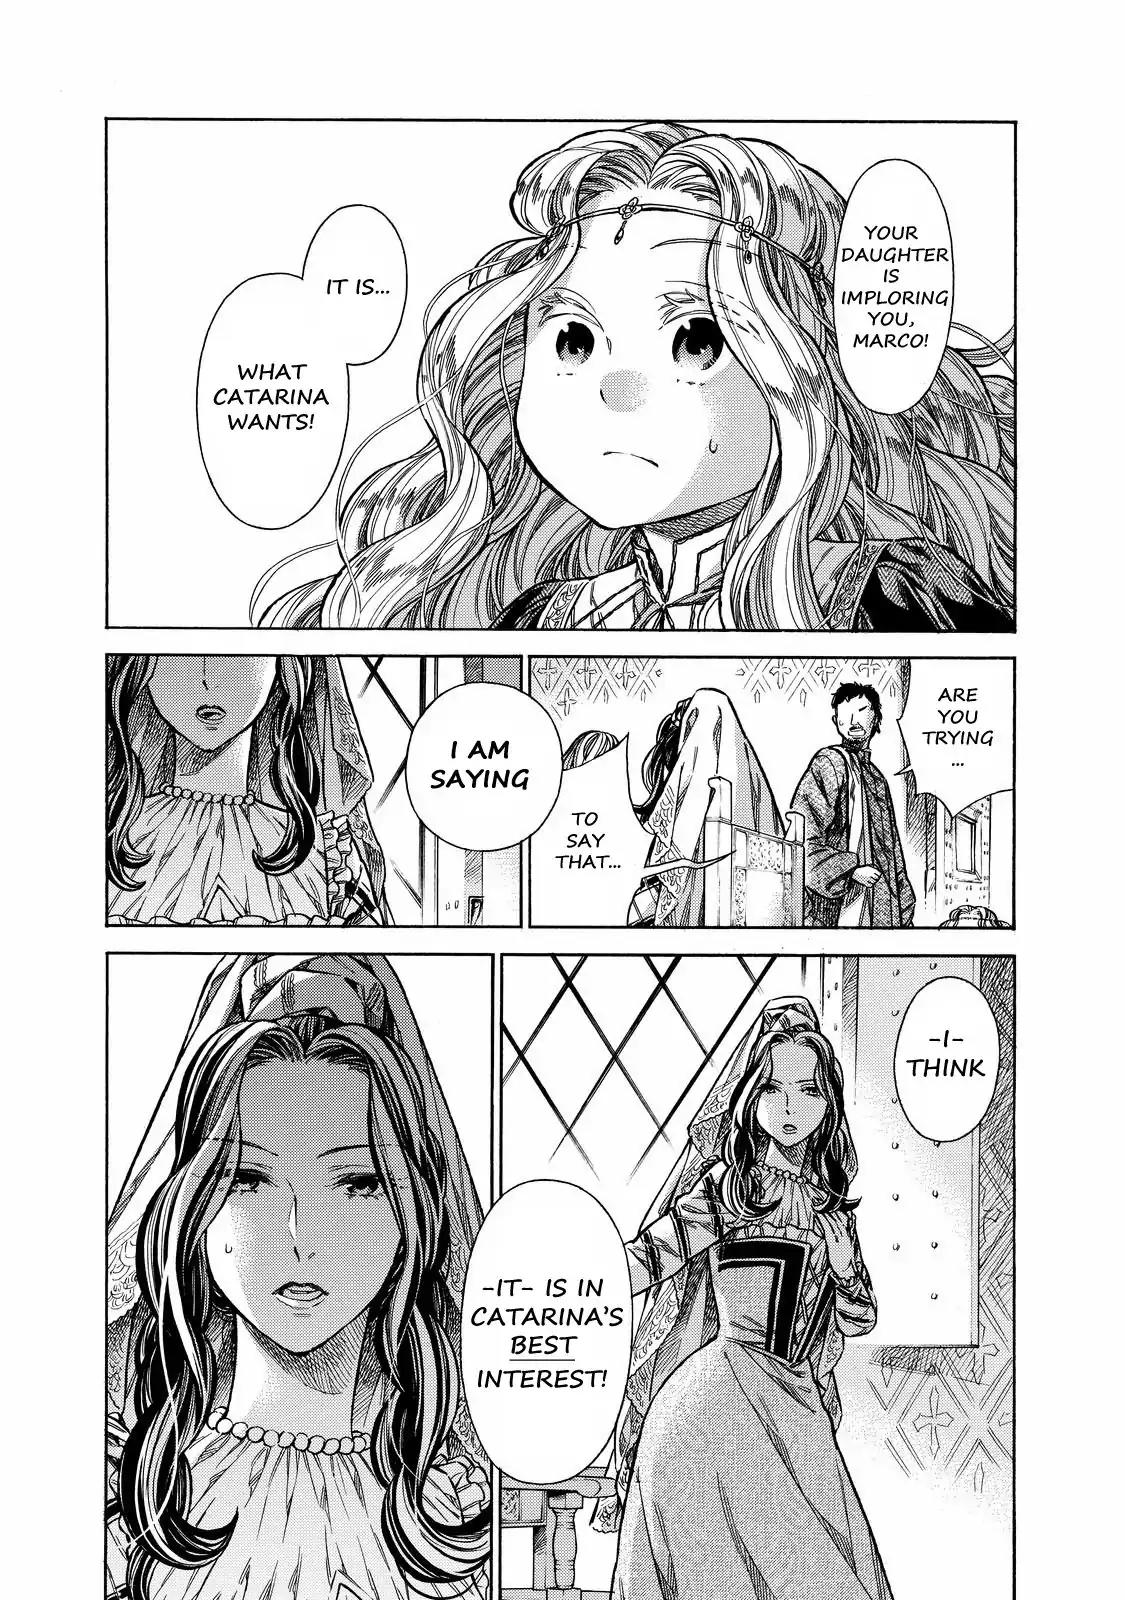 YOUR
DAUGHTER
IS
IMPLORING
YOU,
MARCO!
IT IS...
WHAT
CATARINA
WANTS!
ARE
YOU
TRYING
...
TO
SAY
THAT...
I AM
SAYING
-I-
THINK
-IT- IS IN
CATARINA'S
BEST
INTEREST!